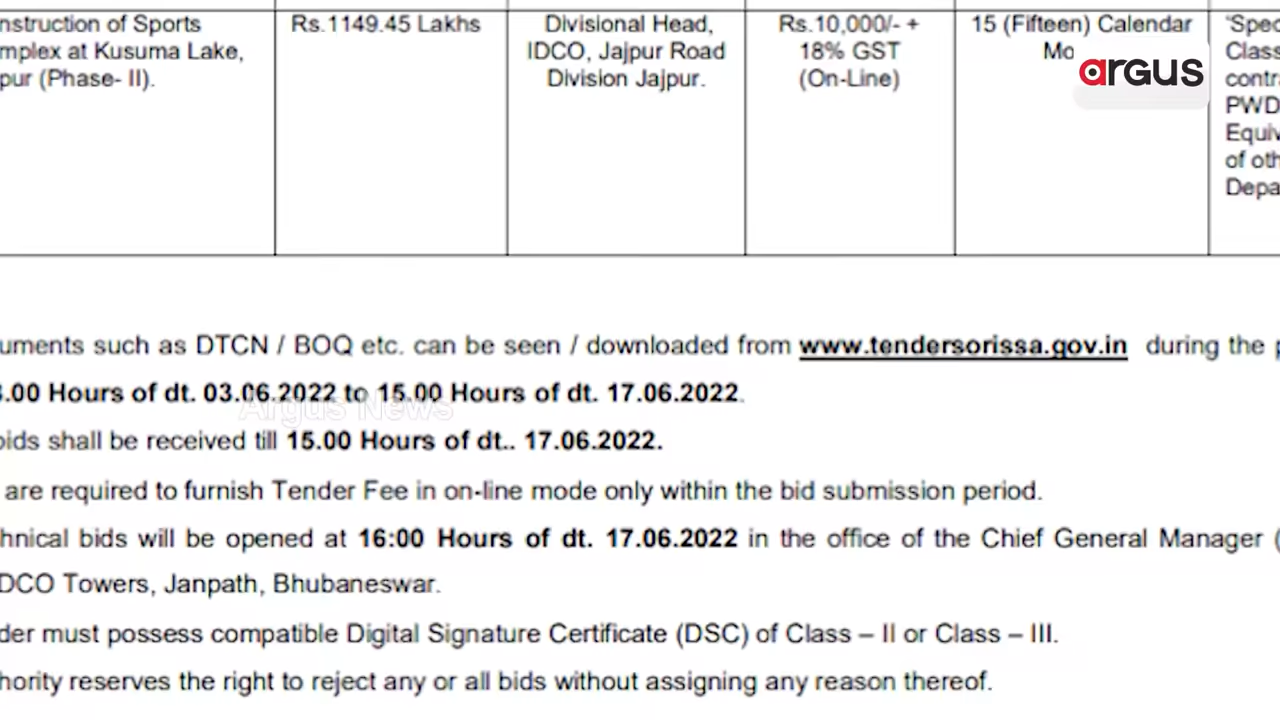 nstruction of Sports
mplex at Kusuma Lake,
pur (Phase- II).
Rs.1149.45 Lakhs
Divisional Head,
IDCO, Jajpur Road
Division Jajpur.
Rs.10,000/- +
18% GST
(On-Line)
15 (Fifteen) Calendar
Mo
argus
'Spec
Class
contra
PWD
Equiv
of oth
Depa
uments such as DTCN / BOQ etc. can be seen / downloaded from www.tendersorissa.gov.in during the p
.00 Hours of dt. 03.06.2022 to 15.00 Hours of dt. 17.06.2022.
Argus News
oids shall be received till 15.00 Hours of dt.. 17.06.2022.
are required to furnish Tender Fee in on-line mode only within the bid submission period.
hnical bids will be opened at 16:00 Hours of dt. 17.06.2022 in the office of the Chief General Manager (
DCO Towers, Janpath, Bhubaneswar.
der must possess compatible Digital Signature Certificate (DSC) of Class – II or Class – III.
hority reserves the right to reject any or all bids without assigning any reason thereof.